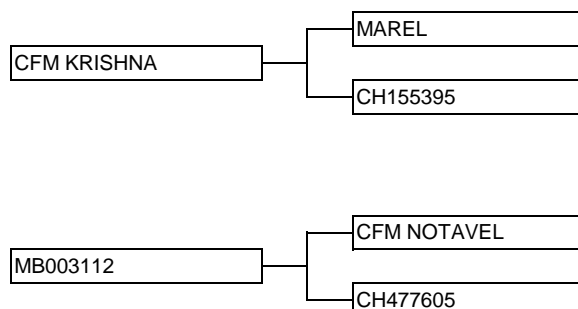 MAREL
CFM KRISHNA
CH155395
CFM NOTAVEL
MB003112
CH477605